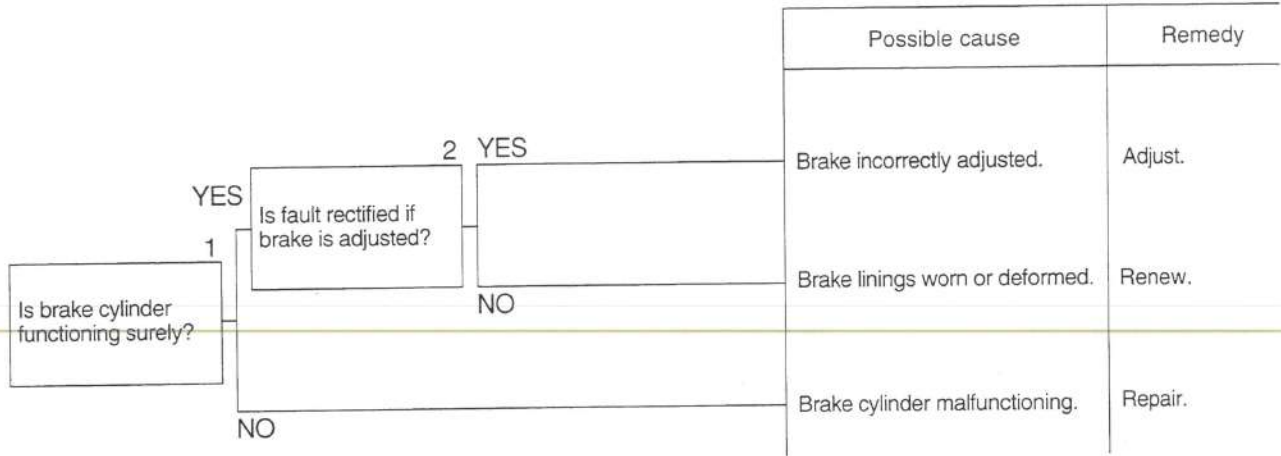 Possible cause
Remedy
2
YES
Brake incorrectly adjusted.
Adjust.
YES
Is fault rectified if
brake is adjusted?
1
Brake linings worn or deformed.
Renew.
NO
Is brake cylinder
functioning surely?
Brake cylinder malfunctioning.
Repair.
NO